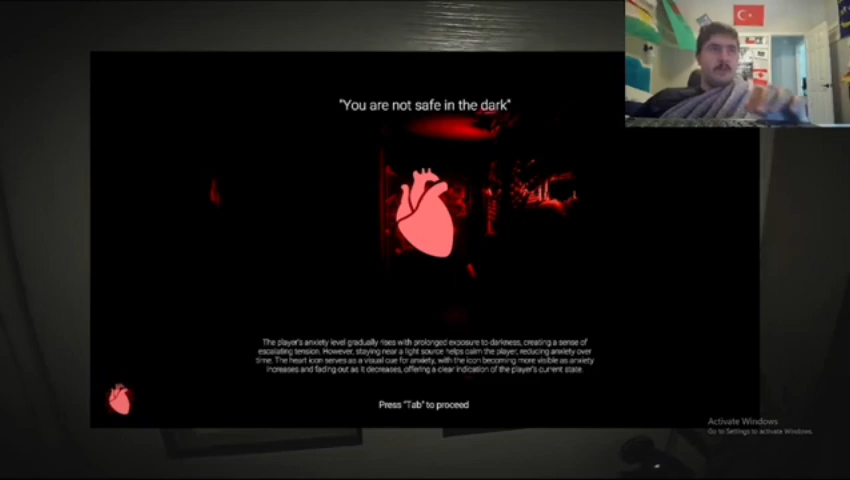 "You are not safe in the dark"
The player's anxiety level gradually rises with prolonged exposure to darkness, creating a sense of
escalating tension. However, staying near a light source helps calm the player, reducing anxiety over
time. The heart icon serves as a visual cue for anxiety, with the icon becoming more visible as anxiety
increases and fading out as it decreases, offering a clear indication of the player's current state.
Press "Tab" to proceed
Activate Windows
Go to Settings to activate Windows.